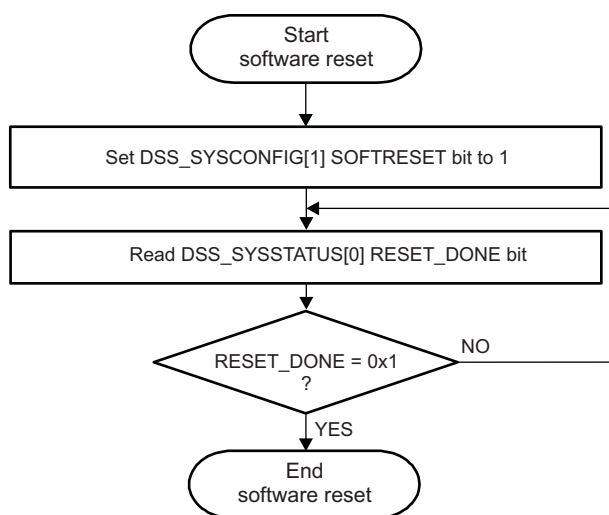 Start
software reset
Set DSS_SYSCONFIG[1] SOFTRESET bit to 1
Read DSS_SYSSTATUS[0] RESET_DONE bit
RESET_DONE = 0x1
?
NO
YES
End
software reset